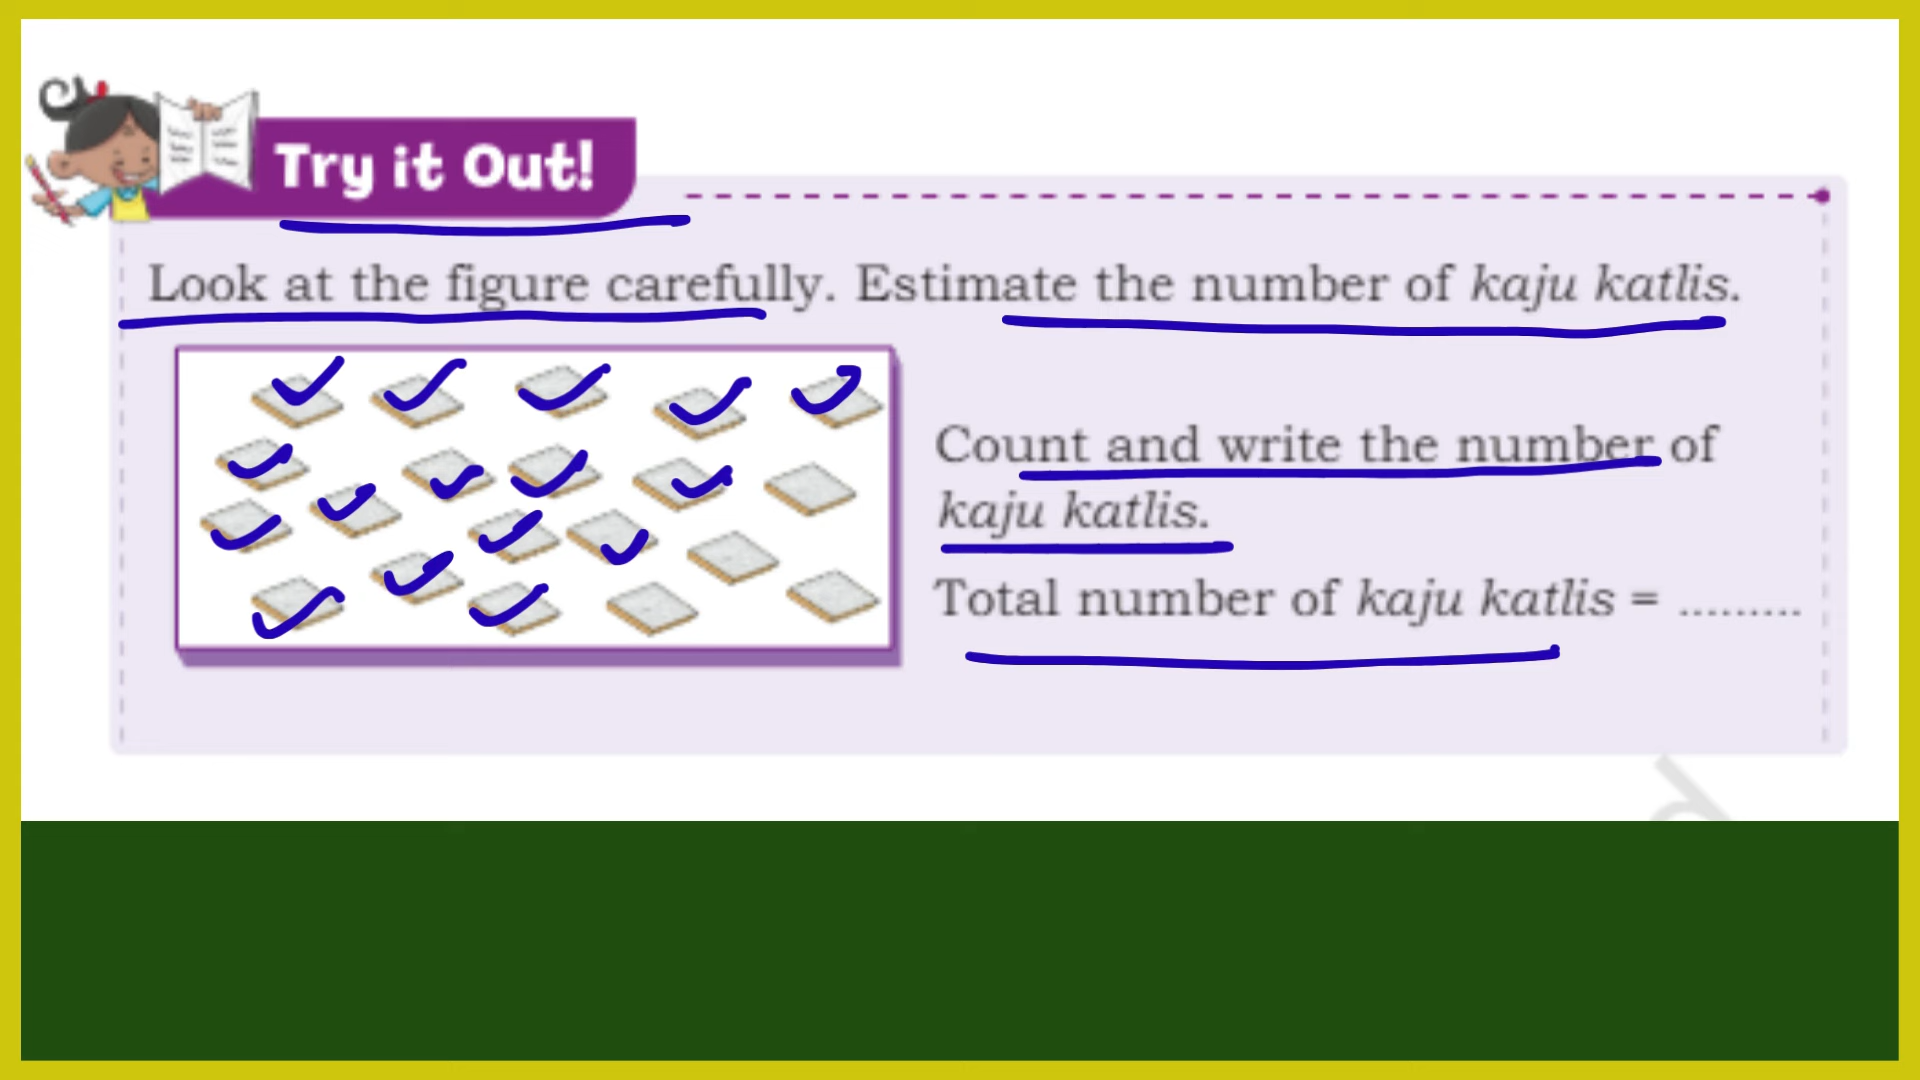 Try it Out!
Look at the figure carefully. Estimate the number of kaju katlis.
Count and write the number of
kaju katlis.
Total number of kaju katlis = .........
d